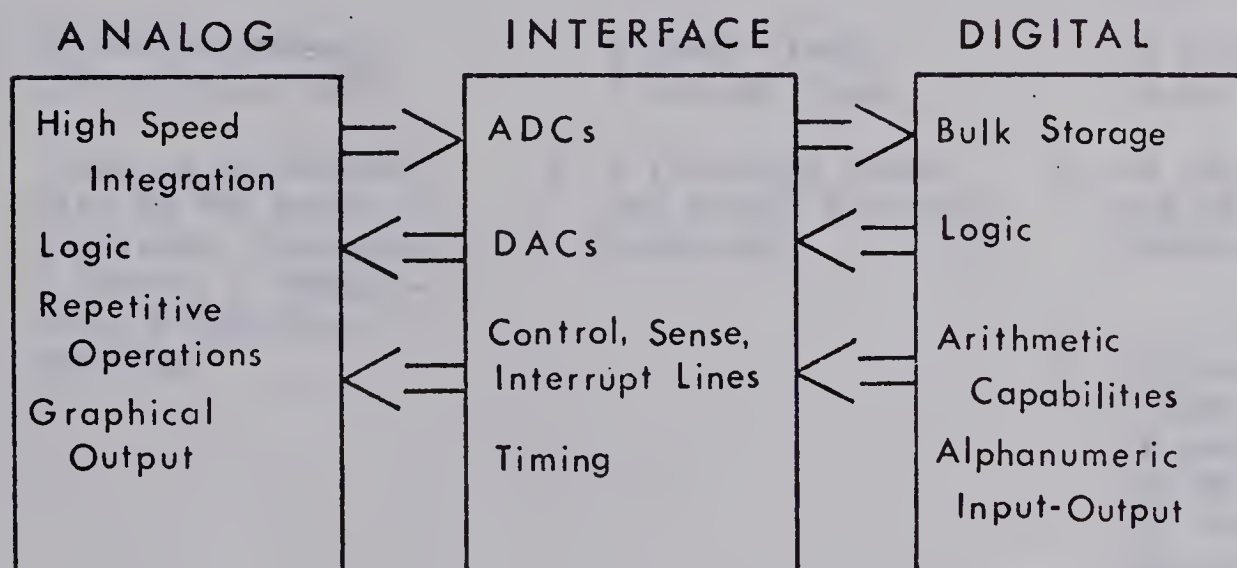 ANALOG
INTERFACE
DIGITAL
High Speed
Integration
Logic
Repetitive
Operations
Graphical
Output
ADCs
DACs
Control, Sense,
Interrupt Lines
Timing
Bulk Storage
Logic
Arithmetic
Capabilities
Alphanumeric
Input-Output